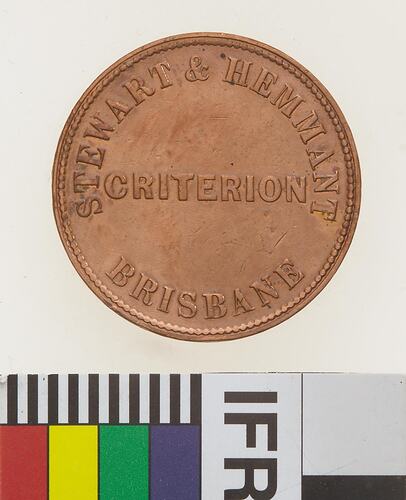 STEWART & HEMMANT
CRITERION
BRISBANE
IFR